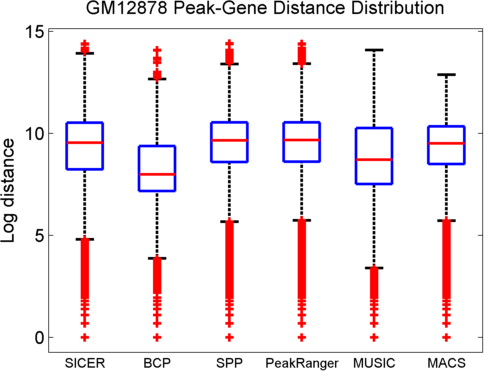 GM12878 Peak-Gene Distance Distribution
15
10
5
0
Log distance
SICER BCP SPP PeakRanger MUSIC MACS